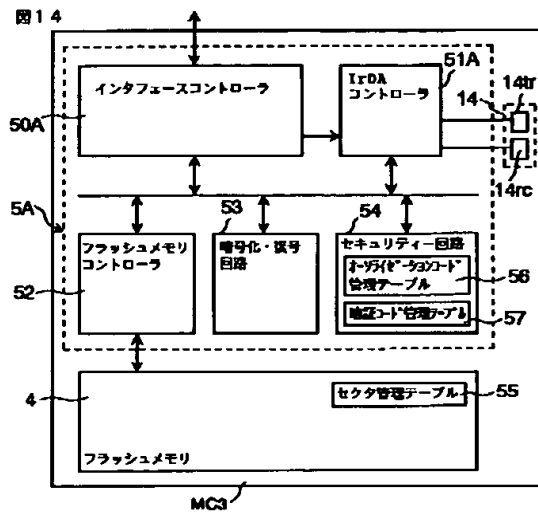 図14
インタフェースコントローラ
50A
IrDA
コントローラ
51A
14
14tr
14rc
5A
フラッシュメモリ
コントローラ
52
53
暗号化・復号
回路
54
セキュリティー回路
オーソライゼーションコード
管理テーブル
56
暗証コード管理テーブル
57
4
セクタ管理テーブル
55
フラッシュメモリ
MC3